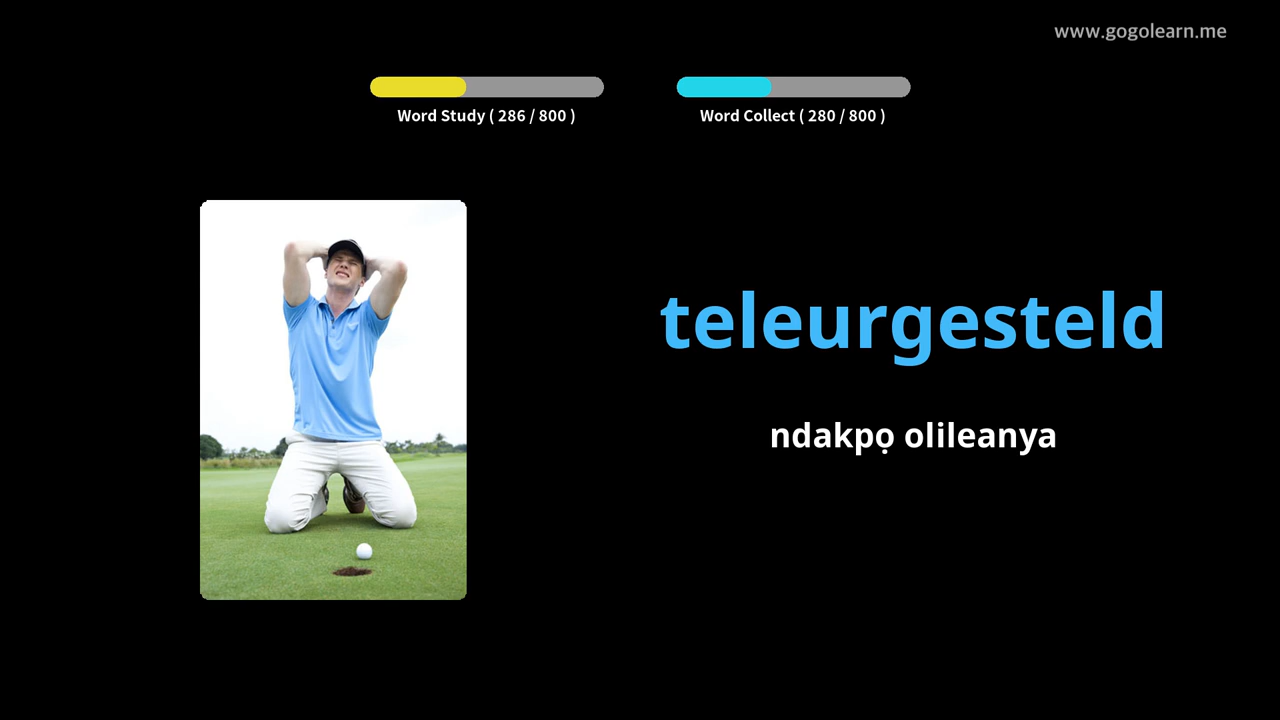 www.gogolearn.me
Word Study ( 286 / 800 )
Word Collect ( 280 / 800 )
teleurgesteld
ndakpọ olileanya